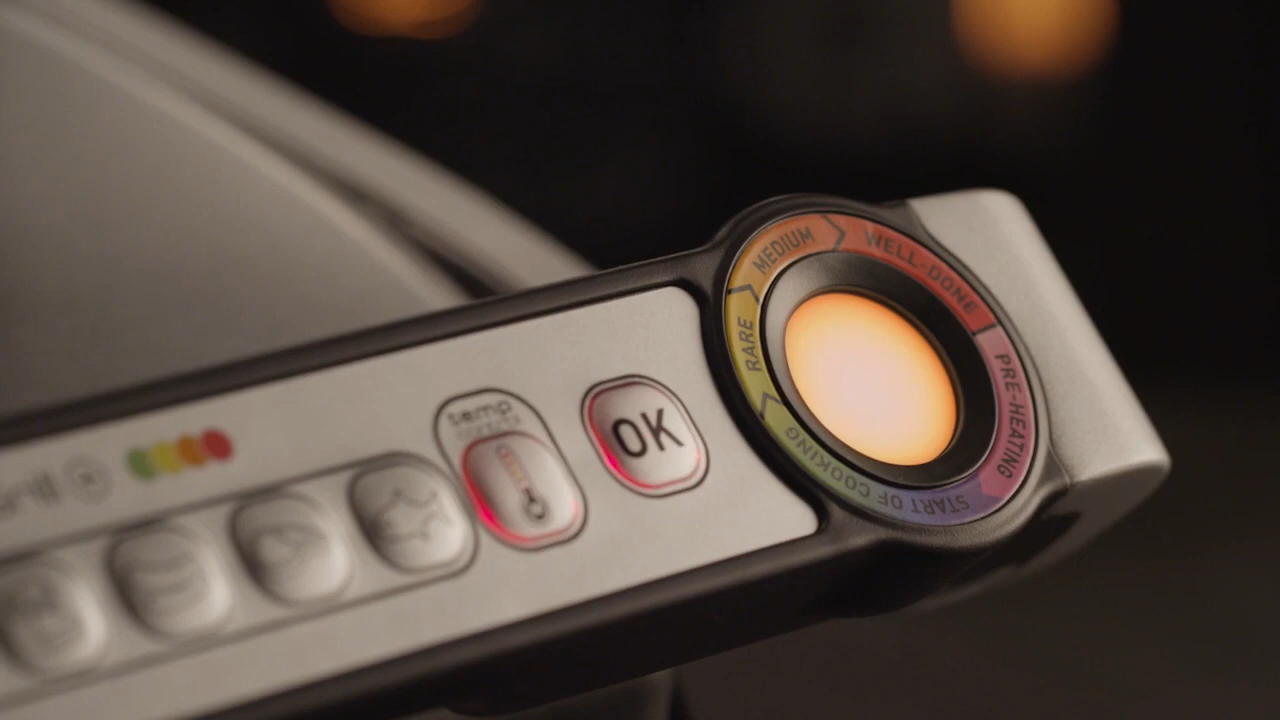 MEDIUM
WELL-DONE
RARE
PRE-HEATING
START OF COOKING
temp
OK